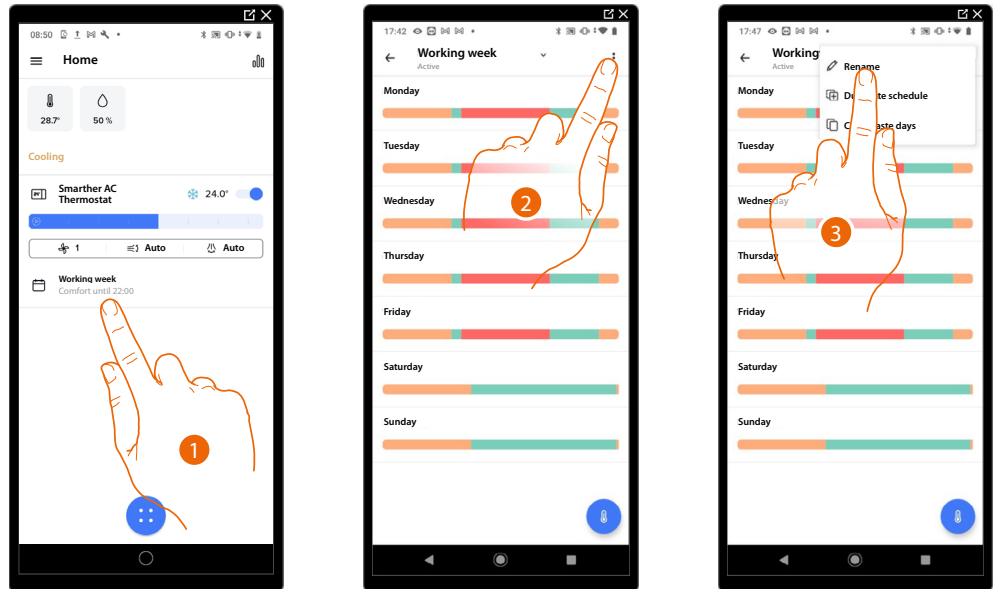 08:50
Home
28.7°
50 %
Cooling
Smarther AC
Thermostat
24.0°
1
Auto
Auto
Working week
Comfort until 22:00
1
17:42
Working week
Active
Monday
Tuesday
Wednesday
Thursday
Friday
Saturday
Sunday
2
17:47
Working
Active
Rename
schedule
days
Monday
Tuesday
Wednesday
Thursday
Friday
Saturday
Sunday
3